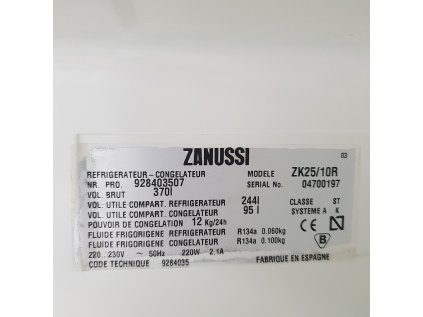 ZANUSSI
03
REFRIGERATEUR-CONGELATEUR MODELE ZK25/10R
NR. PRO. 928403507 SERIAL No. 04700197
VOL. BRUT 370l
VOL. UTILE COMPART. REFRIGERATEUR 244l CLASSE ST
VOL. UTILE COMPART. CONGELATEUR 95l SYSTEME A K
POUVOIR DE CONGELATION 12 Kg/24h
FLUIDE FRIGORIGENE REFRIGERATEUR R134a 0.060kg
FLUIDE FRIGORIGENE CONGELATEUR R134a 0.100kg
220. 230V ~ 50Hz 220W 2.1A
CODE TECHNIQUE 9284035 FABRIQUE EN ESPAGNE
CE B